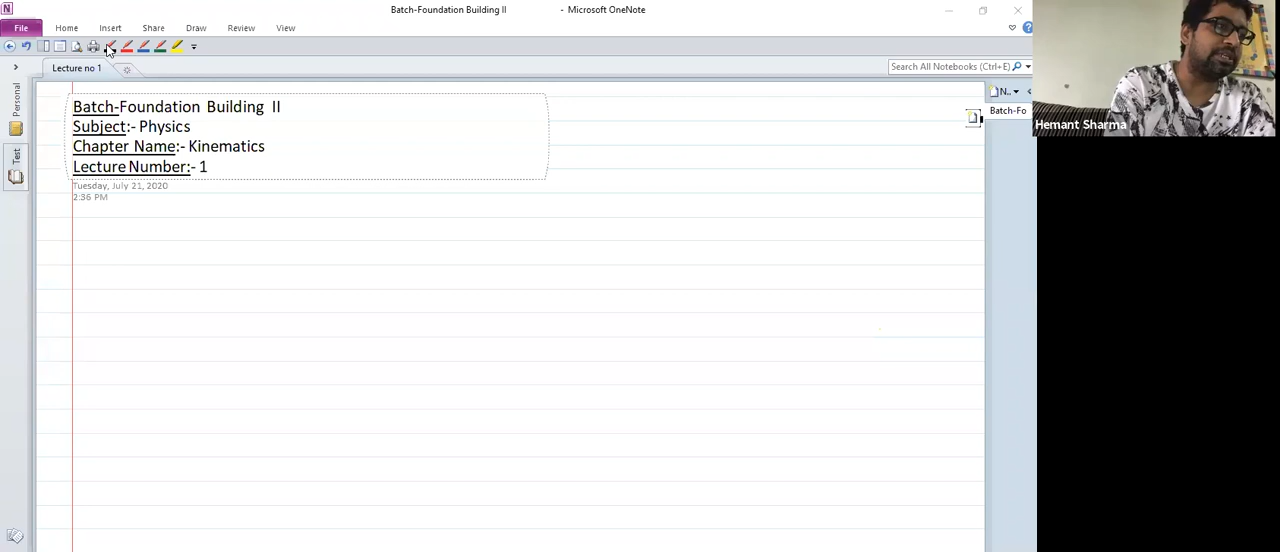 Batch-Foundation Building II - Microsoft OneNote
File Home Insert Share Draw Review View
Lecture no 1
Search All Notebooks (Ctrl+E)
Personal
Test
N..
Batch-Fo
Hemant Sharma
Batch-Foundation Building II
Subject:- Physics
Chapter Name:- Kinematics
Lecture Number:- 1
Tuesday, July 21, 2020
2:36 PM